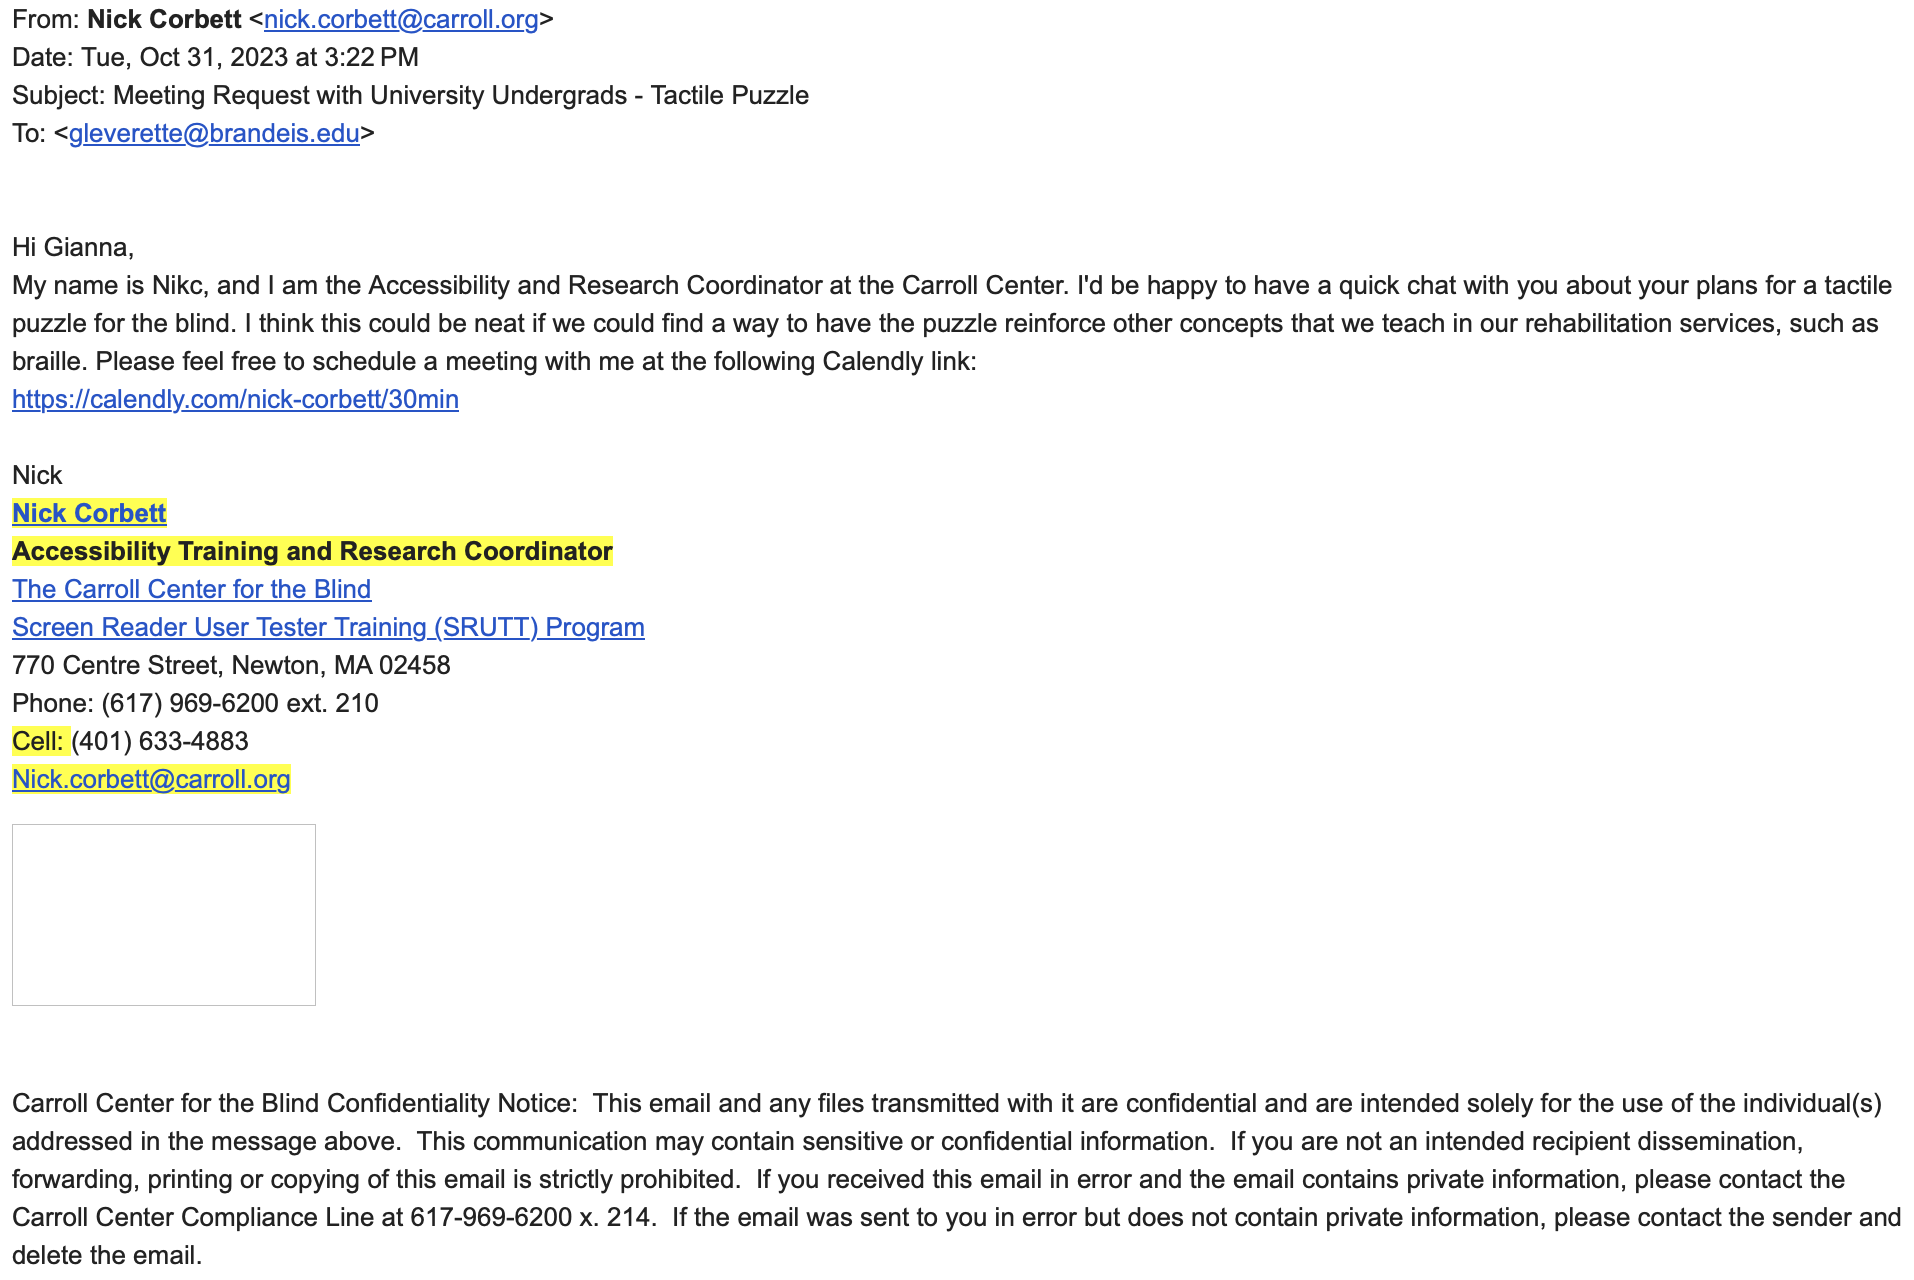 From: Nick Corbett <nick.corbett@carroll.org>
Date: Tue, Oct 31, 2023 at 3:22 PM
Subject: Meeting Request with University Undergrads - Tactile Puzzle
To: <gleverette@brandeis.edu>
Hi Gianna,
My name is Nikc, and I am the Accessibility and Research Coordinator at the Carroll Center. I'd be happy to have a quick chat with you about your plans for a tactile
puzzle for the blind. I think this could be neat if we could find a way to have the puzzle reinforce other concepts that we teach in our rehabilitation services, such as
braille. Please feel free to schedule a meeting with me at the following Calendly link:
https://calendly.com/nick-corbett/30min
Nick
Nick Corbett
Accessibility Training and Research Coordinator
The Carroll Center for the Blind
Screen Reader User Tester Training (SRUTT) Program
770 Centre Street, Newton, MA 02458
Phone: (617) 969-6200 ext. 210
Cell: (401) 633-4883
Nick.corbett@carroll.org
Carroll Center for the Blind Confidentiality Notice:  This email and any files transmitted with it are confidential and are intended solely for the use of the individual(s)
addressed in the message above.  This communication may contain sensitive or confidential information.  If you are not an intended recipient dissemination,
forwarding, printing or copying of this email is strictly prohibited.  If you received this email in error and the email contains private information, please contact the
Carroll Center Compliance Line at 617-969-6200 x. 214.  If the email was sent to you in error but does not contain private information, please contact the sender and
delete the email.